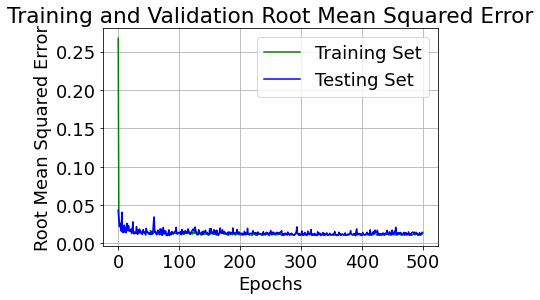 Training and Validation Root Mean Squared Error
Root Mean Squared Error
0.25
0.20
0.15
0.10
0.05
0.00
Training Set
Testing Set
0 100 200 300 400 500
Epochs